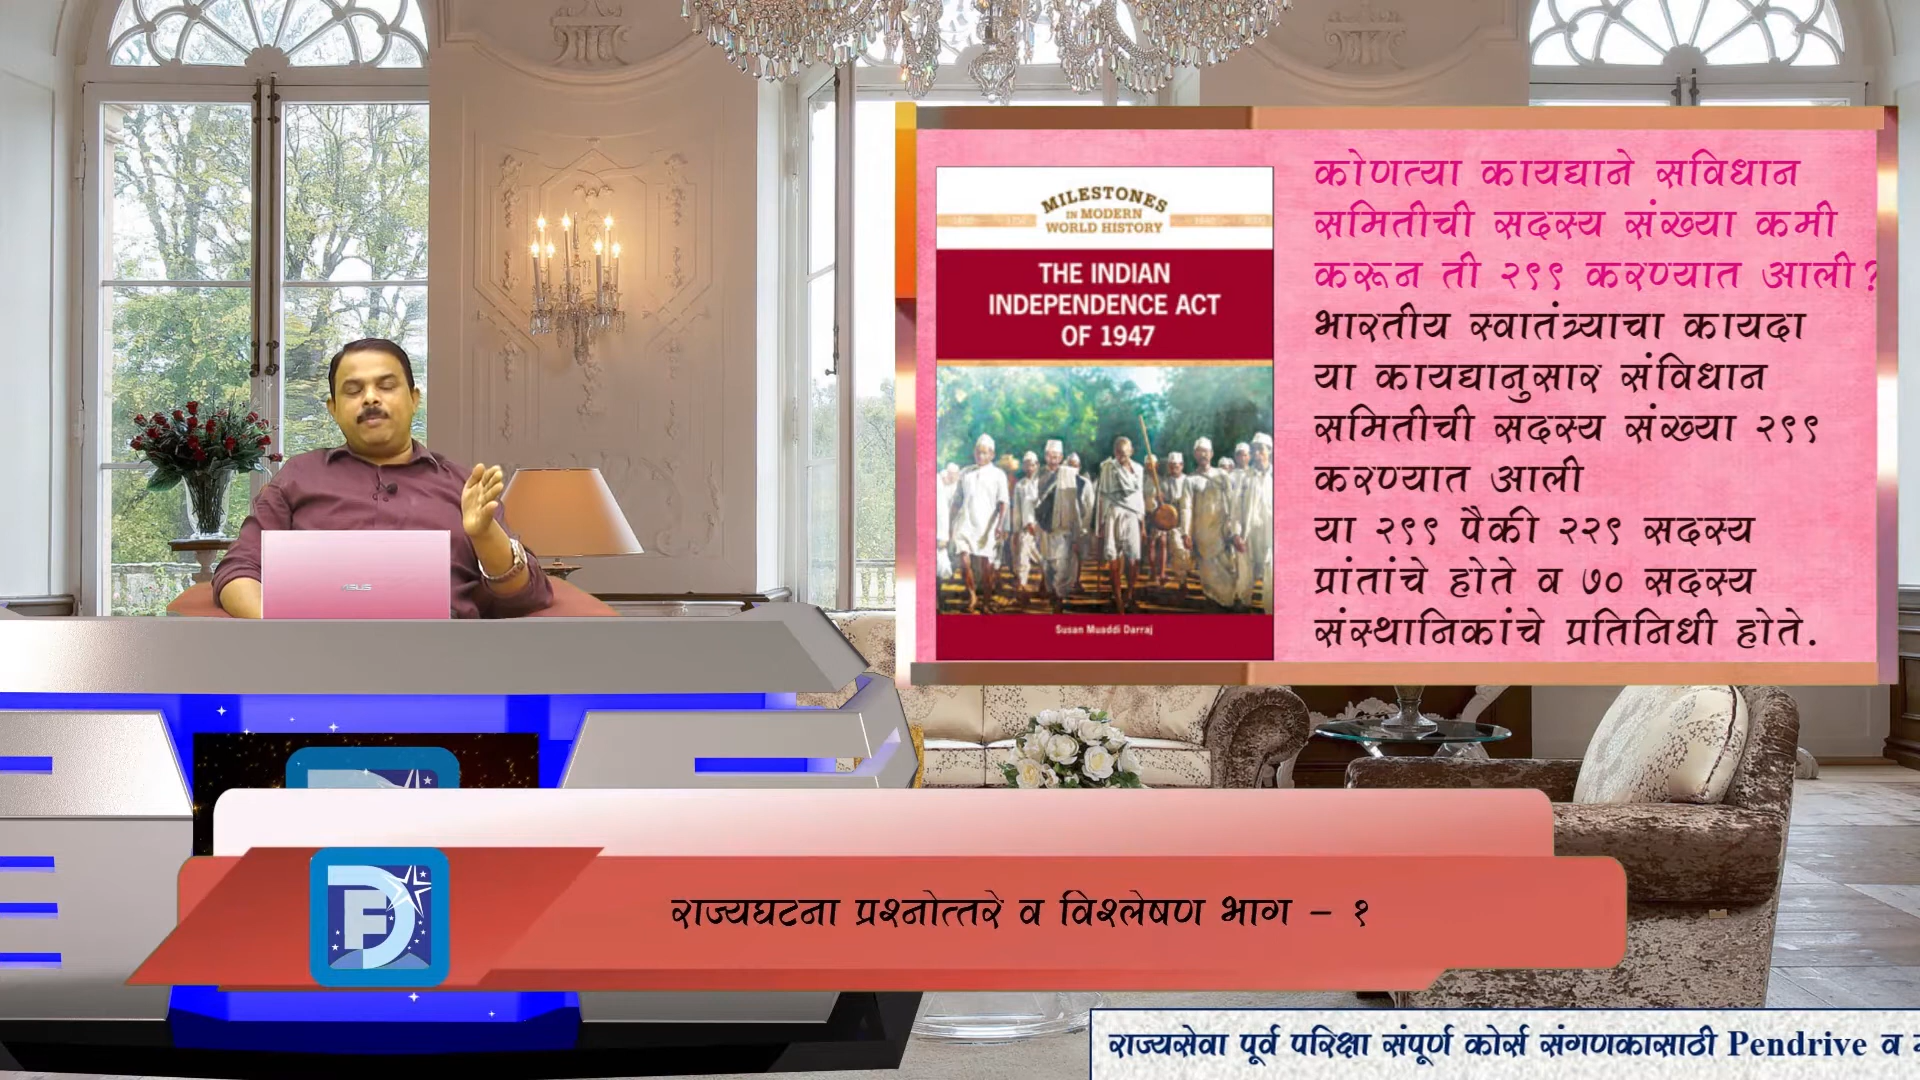 कोणत्या कायद्याने सविधान
समितीची सदस्य संख्या कमी
करून ती २९९ करण्यात आली?
भारतीय स्वातंत्र्याचा कायदा
या कायद्यानुसार संविधान
समितीची सदस्य संख्या २९९
करण्यात आली
या २९९ पैकी २२९ सदस्य
प्रांतांचे होते व ७० सदस्य
संस्थानिकांचे प्रतिनिधी होते.
MILESTONES
IN MODERN
WORLD HISTORY
THE INDIAN
INDEPENDENCE ACT
OF 1947
Susan Muaddi Darraj
ASUS
DF
राज्यघटना प्रश्नोत्तरे व विश्लेषण भाग – १
राज्यसेवा पूर्व परिक्षा संपूर्ण कोर्स संगणकासाठी Pendrive व